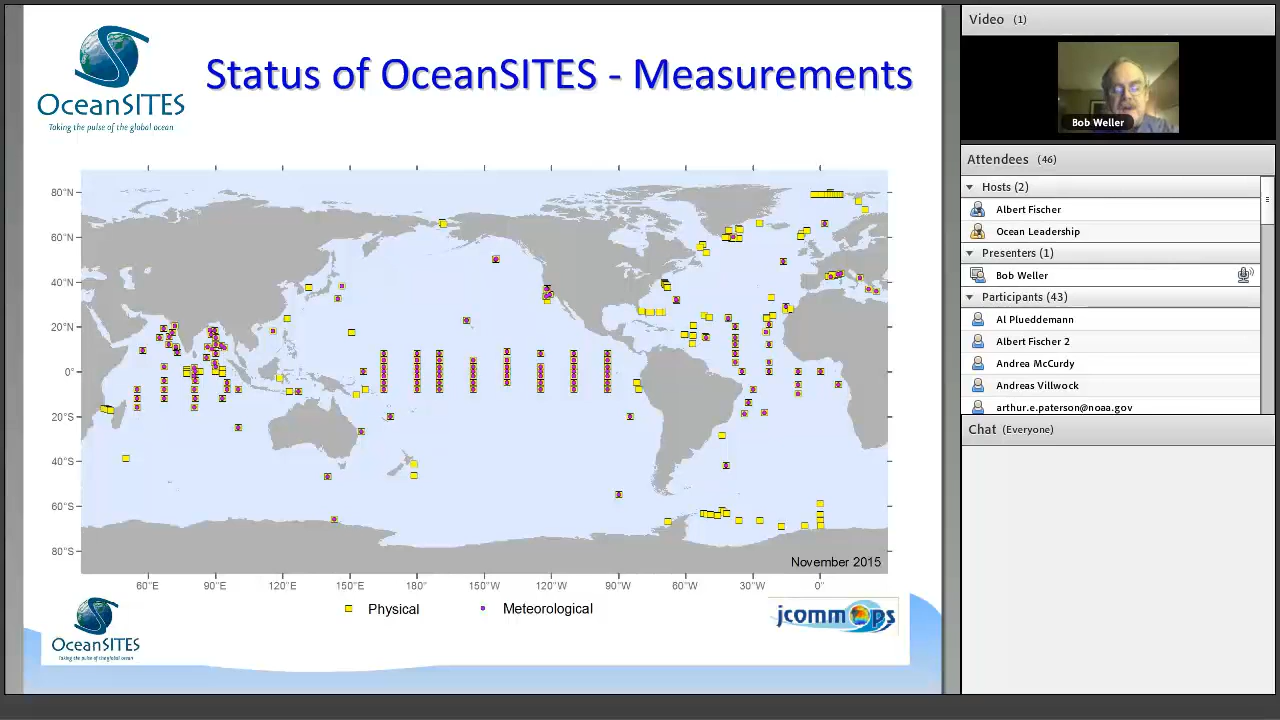 OceanSITES
Taking the pulse of the global ocean
Status of OceanSITES - Measurements
80°N
60°N
40°N
20°N
0°
20°S
40°S
60°S
80°S
60°E
90°E
120°E
150°E
180°
150°W
120°W
90°W
60°W
30°W
0°
November 2015
Physical
Meteorological
OceanSITES
Taking the pulse of the global ocean
jcommOps
Video (1)
Bob Weller
Attendees (46)
Hosts (2)
Albert Fischer
Ocean Leadership
Presenters (1)
Bob Weller
Participants (43)
Al Plueddemann
Albert Fischer 2
Andrea McCurdy
Andreas Villwock
arthur.e.paterson@noaa.gov
Chat (Everyone)